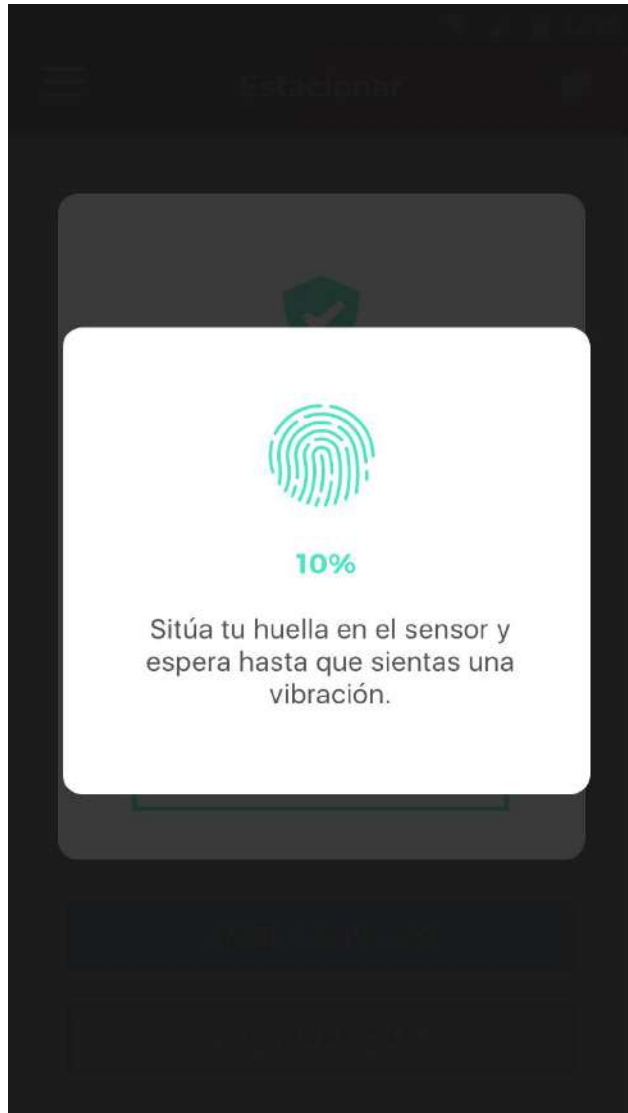 Estacionar
10%
Sitúa tu huella en el sensor y
espera hasta que sientas una
vibración.